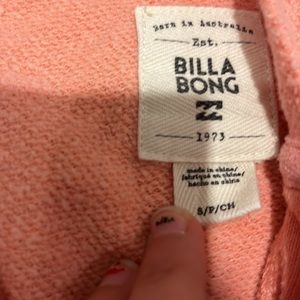 Born in Australia
Est.
BILLA
BONG
1973
made in china/
fabriqué en chine/
hecho en china
S/P/CH